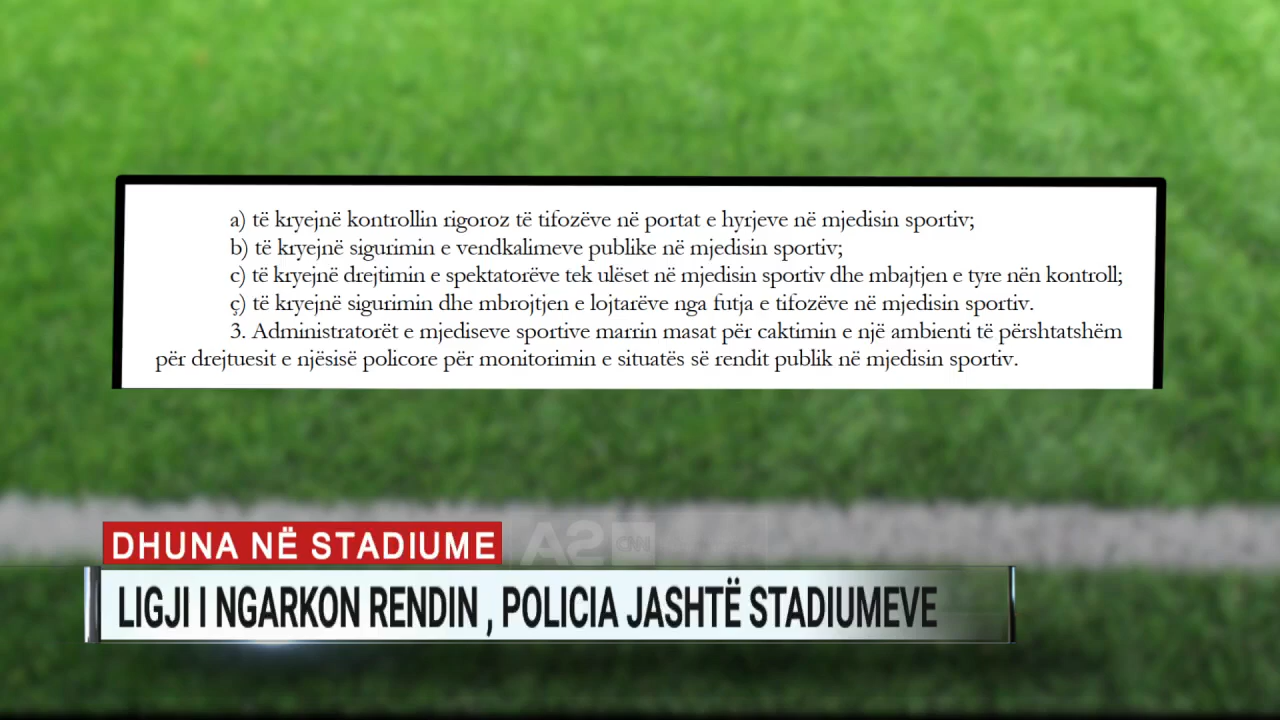 a) të kryejnë kontrollin rigoroz të tifozëve në portat e hyrjeve në mjedisin sportiv;
b) të kryejnë sigurimin e vendkalimeve publike në mjedisin sportiv;
c) të kryejnë drejtimin e spektatorëve tek ulëset në mjedisin sportiv dhe mbajtjen e tyre nën kontroll;
ç) të kryejnë sigurimin dhe mbrojtjen e lojtarëve nga futja e tifozëve në mjedisin sportiv.
3. Administratorët e mjediseve sportive marrin masat për caktimin e një ambienti të përshtatshëm
për drejtuesit e njësisë policore për monitorimin e situatës së rendit publik në mjedisin sportiv.
DHUNA NË STADIUME
A2 CNN
LIGJI I NGARKON RENDIN , POLICIA JASHTË STADIUMEVE